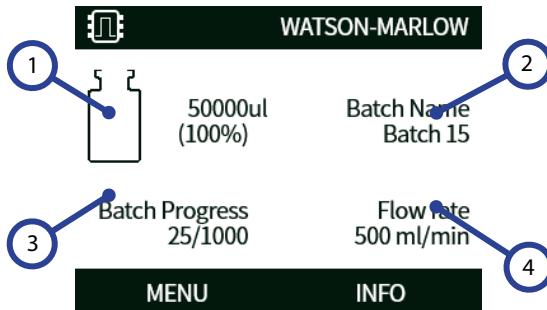 WATSON-MARLOW
1
2
50000ul
(100%)
Batch Name
Batch 15
3
Batch Progress
25/1000
Flow rate
500 ml/min
4
MENU
INFO